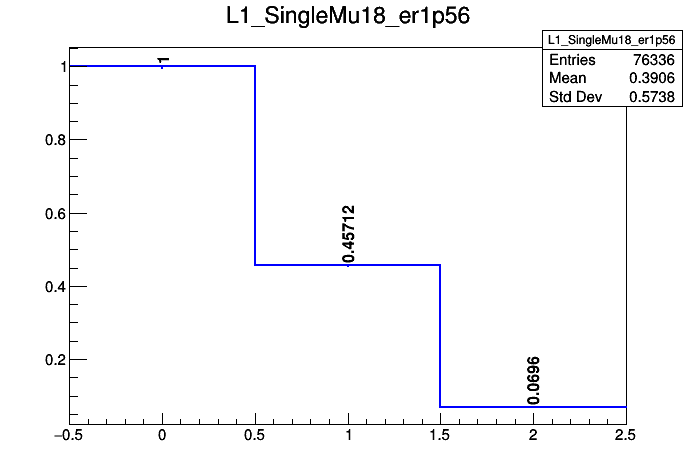 L1_SingleMu18_er1p56
L1_SingleMu18_er1p56
Entries 76336
Mean 0.3906
Std Dev 0.5738
1
0.8
0.6
0.4
0.2
1
0.45712
0.0696
−0.5 0 0.5 1 1.5 2 2.5